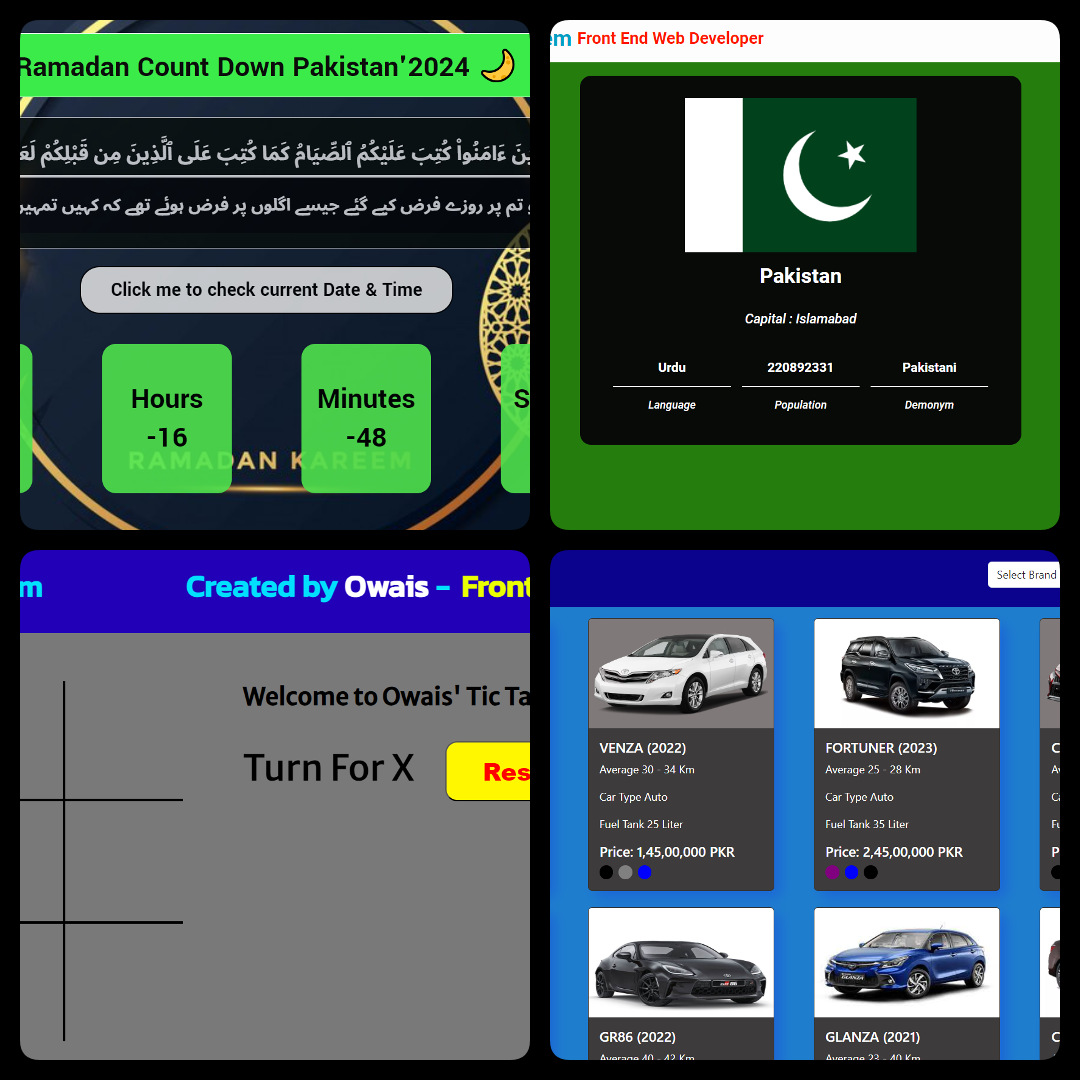 Ramadan Count Down Pakistan'2024
ءَامَنُوا۟ كُتِبَ عَلَيْكُمُ ٱلصِّيَامُ كَمَا كُتِبَ عَلَى ٱلَّذِينَ مِن قَبْلِكُمْ
تم پر روزے فرض کیے گئے جیسے اگلوں پر فرض ہوئے تھے کہ کہیں
Click me to check current Date & Time
Hours
-16
Minutes
-48
S
RAMADAN KAREEM
em Front End Web Developer
Pakistan
Capital : Islamabad
Urdu
220892331
Pakistani
Language
Population
Demonym
m
Created by Owais - Front
Welcome to Owais' Tic Ta
Turn For X
Res
Select Brand
VENZA (2022)
Average 30 - 34 Km
Car Type Auto
Fuel Tank 25 Liter
Price: 1,45,00,000 PKR
FORTUNER (2023)
Average 25 - 28 Km
Car Type Auto
Fuel Tank 35 Liter
Price: 2,45,00,000 PKR
GR86 (2022)
Average 40 - 42 Km
GLANZA (2021)
Average 23 - 40 Km